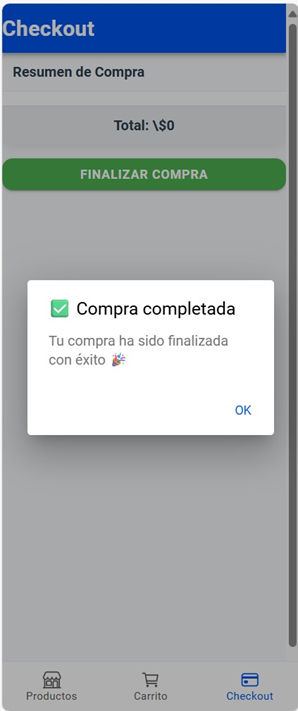 Checkout
Resumen de Compra
Total: \$0
FINALIZAR COMPRA
✅ Compra completada
Tu compra ha sido finalizada
con éxito 🎉
OK
Productos
Carrito
Checkout